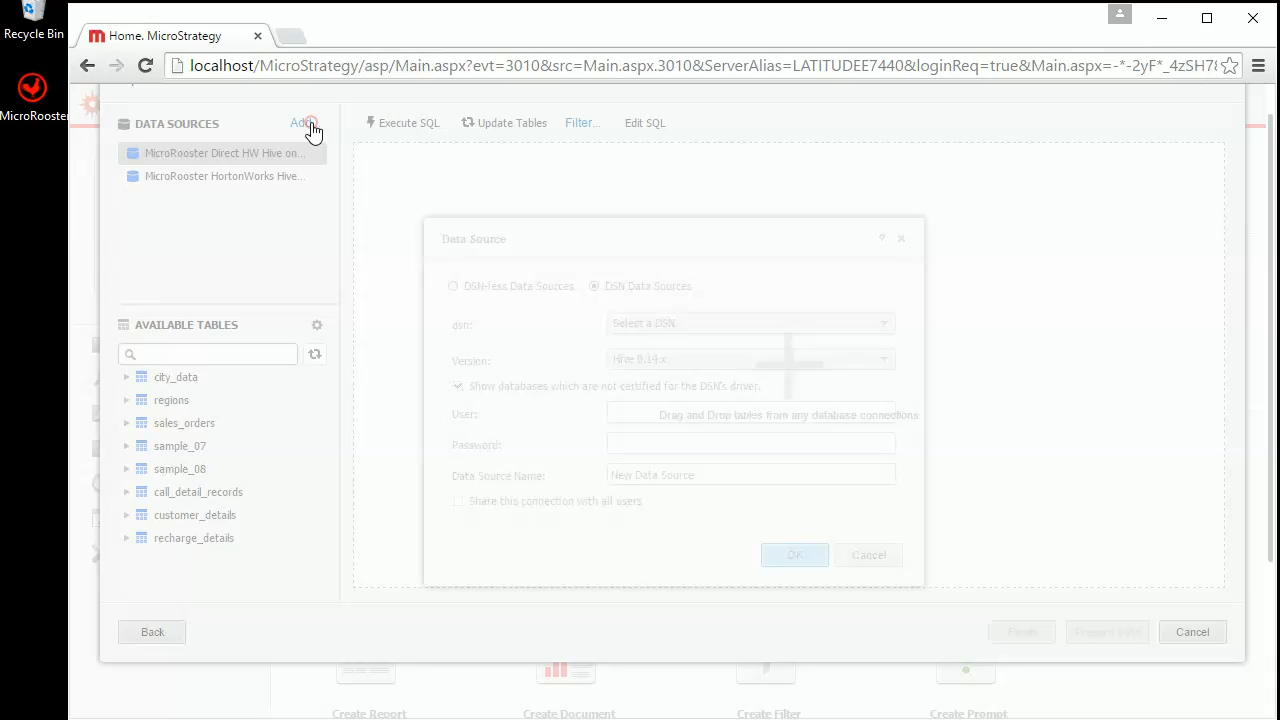 Recycle Bin
MicroRooster
Home. MicroStrategy
localhost/MicroStrategy/asp/Main.aspx?evt=3010&src=Main.aspx.3010&ServerAlias=LATITUDEE7440&loginReq=true&Main.aspx=-*-2yF*_4zSH78
DATA SOURCES
Add
Execute SQL
Update Tables
Filter...
Edit SQL
MicroRooster Direct HW Hive on...
MicroRooster HortonWorks Hive...
Data Source
DSN-less Data Sources
DSN Data Sources
dsn:
Select a DSN
Version:
Hive 0.14.x
Show databases which are not certified for the DSN's driver.
User:
Drag and Drop tables from any database connections
Password:
Data Source Name:
New Data Source
Share this connection with all users
OK
Cancel
AVAILABLE TABLES
city_data
regions
sales_orders
sample_07
sample_08
call_detail_records
customer_details
recharge_details
Back
Finish
Prepare Data
Cancel
Create Report
Create Document
Create Filter
Create Prompt